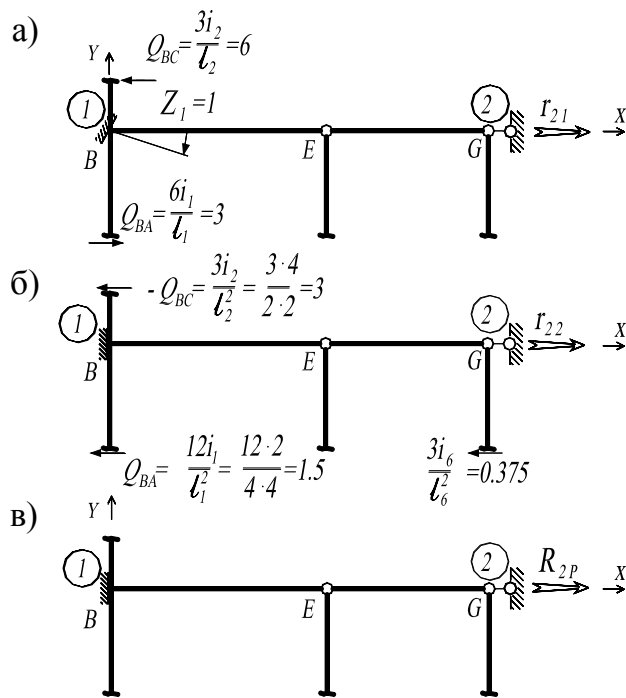 а)
Y
Q_BC = 3i_2/l_2 = 6
1
Z_1 = 1
B
E
2
G
r_21
X
Q_BA = 6i_1/l_1 = 3
б)
- Q_BC = 3i_2/l_2^2 = 3·4/2·2 = 3
1
B
E
2
G
r_22
X
Q_BA = 12i_1/l_1^2 = 12·2/4·4 = 1.5
3i_6/l_6^2 = 0.375
в)
Y
1
B
E
2
G
R_2P
X